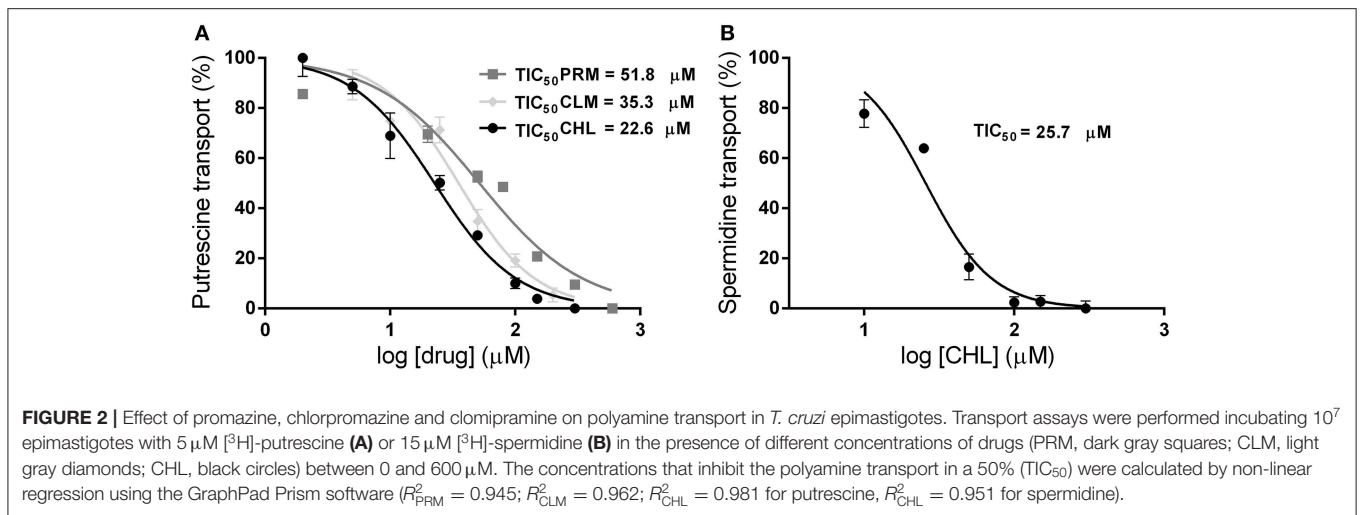 A
100
80
60
40
20
0
Putrescine transport (%)
0 1 2 3
log [drug] (μM)
TIC50PRM = 51.8 μM
TIC50CLM = 35.3 μM
TIC50CHL = 22.6 μM
B
100
80
60
40
20
0
Spermidine transport (%)
1 2 3
log [CHL] (μM)
TIC50 = 25.7 μM
FIGURE 2 | Effect of promazine, chlorpromazine and clomipramine on polyamine transport in T. cruzi epimastigotes. Transport assays were performed incubating 10⁷
epimastigotes with 5 μM [³H]-putrescine (A) or 15 μM [³H]-spermidine (B) in the presence of different concentrations of drugs (PRM, dark gray squares; CLM, light
gray diamonds; CHL, black circles) between 0 and 600 μM. The concentrations that inhibit the polyamine transport in a 50% (TIC50) were calculated by non-linear
regression using the GraphPad Prism software (R²PRM = 0.945; R²CLM = 0.962; R²CHL = 0.981 for putrescine, R²CHL = 0.951 for spermidine).